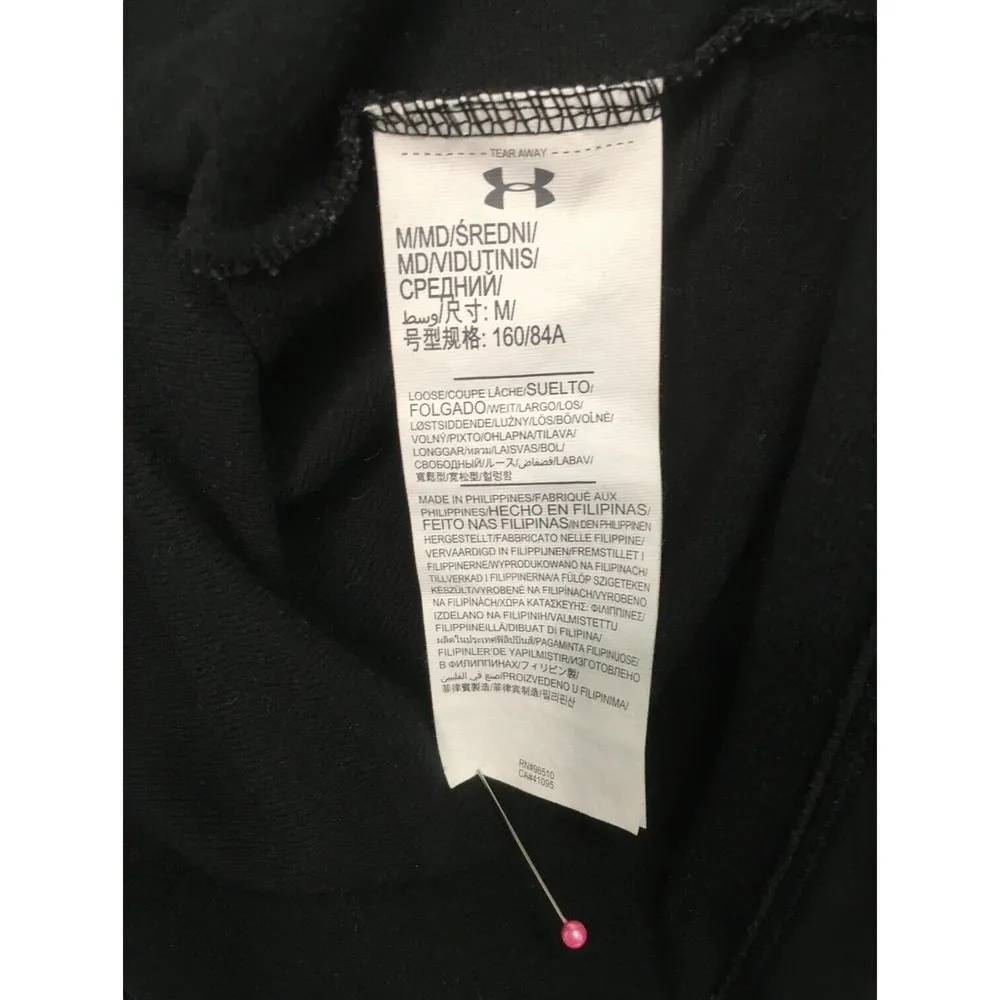 TEAR AWAY
M/MD/ŚREDNI/
MD/VIDUTINIS/
СРЕДНИЙ/
وسط/尺寸: M/
号型规格: 160/84A
LOOSE/COUPE LÂCHE/SUELTO/
FOLGADO/WEIT/LARGO/LOS/
LØSTSIDDENDE/LUŹNY/LÖS/BŐ/VOLNÉ/
VOLNÝ/ΡΙΧΤΟ/OHLAPNA/TILAVA/
LONGGAR/หลวม/LAISVAS/BOL/
СВОБОДНЫЙ/ルース/فضفاض/LABAV/
寬鬆型/宽松型/헐렁함
MADE IN PHILIPPINES/FABRIQUÉ AUX
PHILIPPINES/HECHO EN FILIPINAS/
FEITO NAS FILIPINAS/IN DEN PHILIPPINEN
HERGESTELLT/FABBRICATO NELLE FILIPPINE/
VERVAARDIGD IN FILIPPIJNEN/FREMSTILLET I
FILIPPINERNE/WYPRODUKOWANO NA FILIPINACH/
TILLVERKAD I FILIPPINERNA/A FÜLÖP SZIGETEKEN
KÉSZÜLT/VYROBENÉ NA FILIPÍNACH/VYROBENO
NA FILIPÍNÁCH/ΧΩΡΑ ΚΑΤΑΣΚΕΥΗΣ: ΦΙΛΙΠΠΙΝΕΣ/
IZDELANO NA FILIPINIH/VALMISTETTU
FILIPPIINEILLÄ/DIBUAT DI FILIPINA/
ผลิตในประเทศฟิลิปปินส์/PAGAMINTA FILIPINUOSE/
FILIPINLER'DE YAPILMIŞTIR/ИЗГОТОВЛЕНО
В ФИЛИППИНАХ/フィリピン製/
صنع في الفلبين/PROIZVEDENO U FILIPINIMA/
菲律賓製造/菲律宾制造/필리핀산
RN#96510
CA#41095